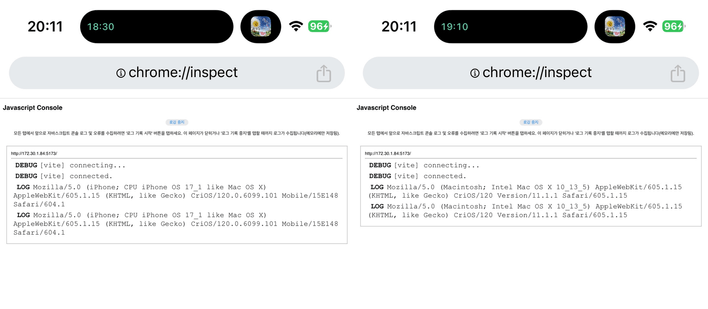 20:11
18:30
96
chrome://inspect
Javascript Console
로깅 중지
모든 탭에서 앞으로 자바스크립트 콘솔 로그 및 오류를 수집하려면 '로그 기록 시작' 버튼을 탭하세요. 이 페이지가 닫히거나 '로그 기록 중지'를 탭할 때까지 로그가 수집됩니다(메모리에만 저장됨).
http://172.30.1.84:5173/
DEBUG [vite] connecting...
DEBUG [vite] connected.
LOG Mozilla/5.0 (iPhone; CPU iPhone OS 17_1 like Mac OS X)
AppleWebKit/605.1.15 (KHTML, like Gecko) CriOS/120.0.6099.101 Mobile/15E148
Safari/604.1
LOG Mozilla/5.0 (iPhone; CPU iPhone OS 17_1 like Mac OS X)
AppleWebKit/605.1.15 (KHTML, like Gecko) CriOS/120.0.6099.101 Mobile/15E148
Safari/604.1
20:11
19:10
96
chrome://inspect
Javascript Console
로깅 중지
모든 탭에서 앞으로 자바스크립트 콘솔 로그 및 오류를 수집하려면 '로그 기록 시작' 버튼을 탭하세요. 이 페이지가 닫히거나 '로그 기록 중지'를 탭할 때까지 로그가 수집됩니다(메모리에만 저장됨).
http://172.30.1.84:5173/
DEBUG [vite] connecting...
DEBUG [vite] connected.
LOG Mozilla/5.0 (Macintosh; Intel Mac OS X 10_13_5) AppleWebKit/605.1.15
(KHTML, like Gecko) CriOS/120 Version/11.1.1 Safari/605.1.15
LOG Mozilla/5.0 (Macintosh; Intel Mac OS X 10_13_5) AppleWebKit/605.1.15
(KHTML, like Gecko) CriOS/120 Version/11.1.1 Safari/605.1.15